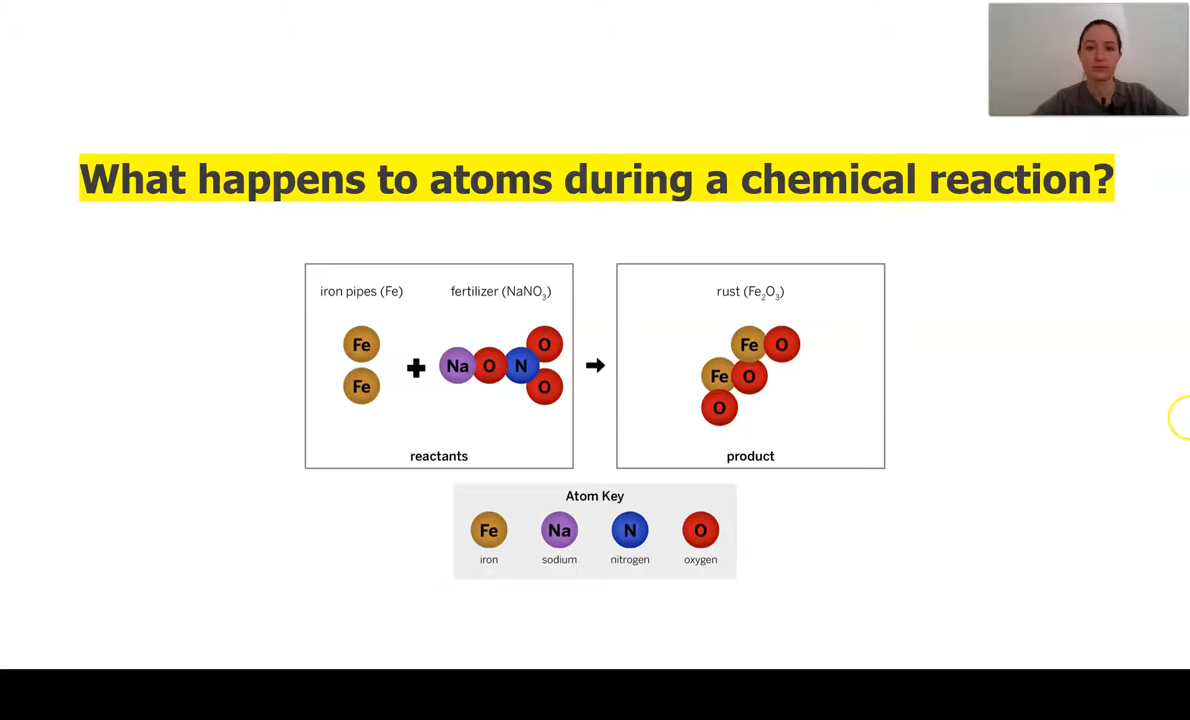 What happens to atoms during a chemical reaction?
iron pipes (Fe) fertilizer (NaNO₃) rust (Fe₂O₃)
Fe O Fe O
Na O N
Fe O Fe O
O
reactants product
Atom Key
Fe Na N O
iron sodium nitrogen oxygen